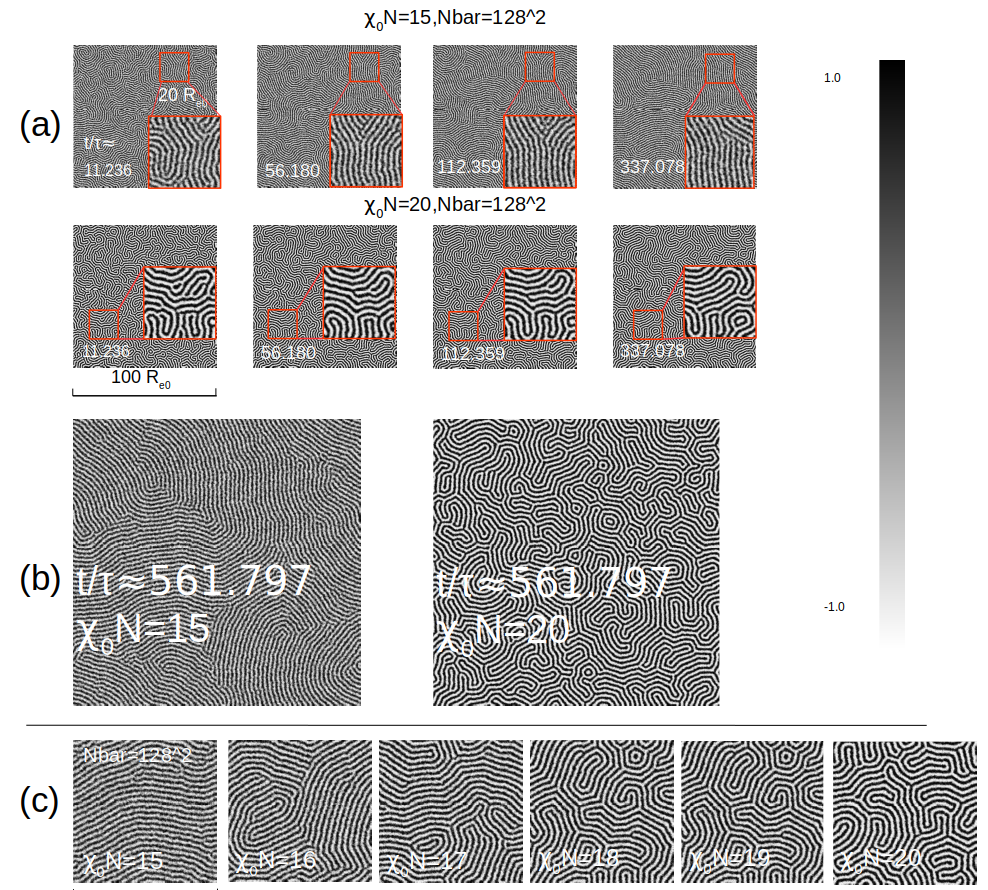 χ₀N=15,Nbar=128^2
(a)
20 Re0
t/τ≈
11.236
56.180
112.359
337.078
χ₀N=20,Nbar=128^2
11.236
56.180
112.359
337.078
100 Re0
1.0
-1.0
(b)
t/τ≈561.797
χ₀N=15
t/τ≈561.797
χ₀N=20
(c)
Nbar=128^2
χ₀N=15
χ₀N=16
χ₀N=17
χ₀N=18
χ₀N=19
χ₀N=20